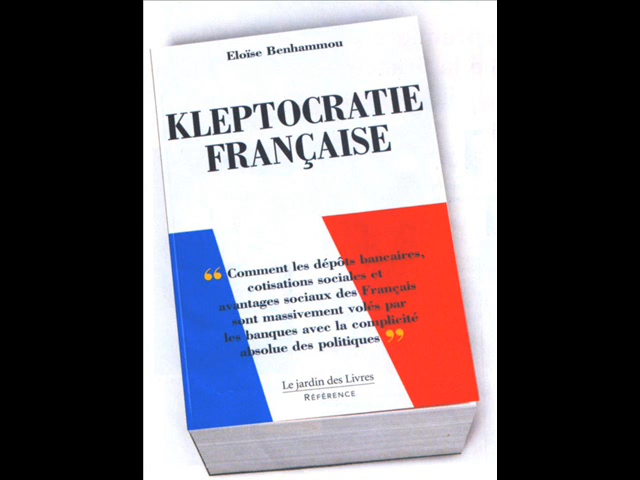 Eloïse Benhammou
KLEPTOCRATIE
FRANÇAISE
“ Comment les dépôts bancaires,
cotisations sociales et
avantages sociaux des Français
sont massivement volés par
les banques avec la complicité
absolue des politiques ”
Le jardin des Livres
RÉFÉRENCE